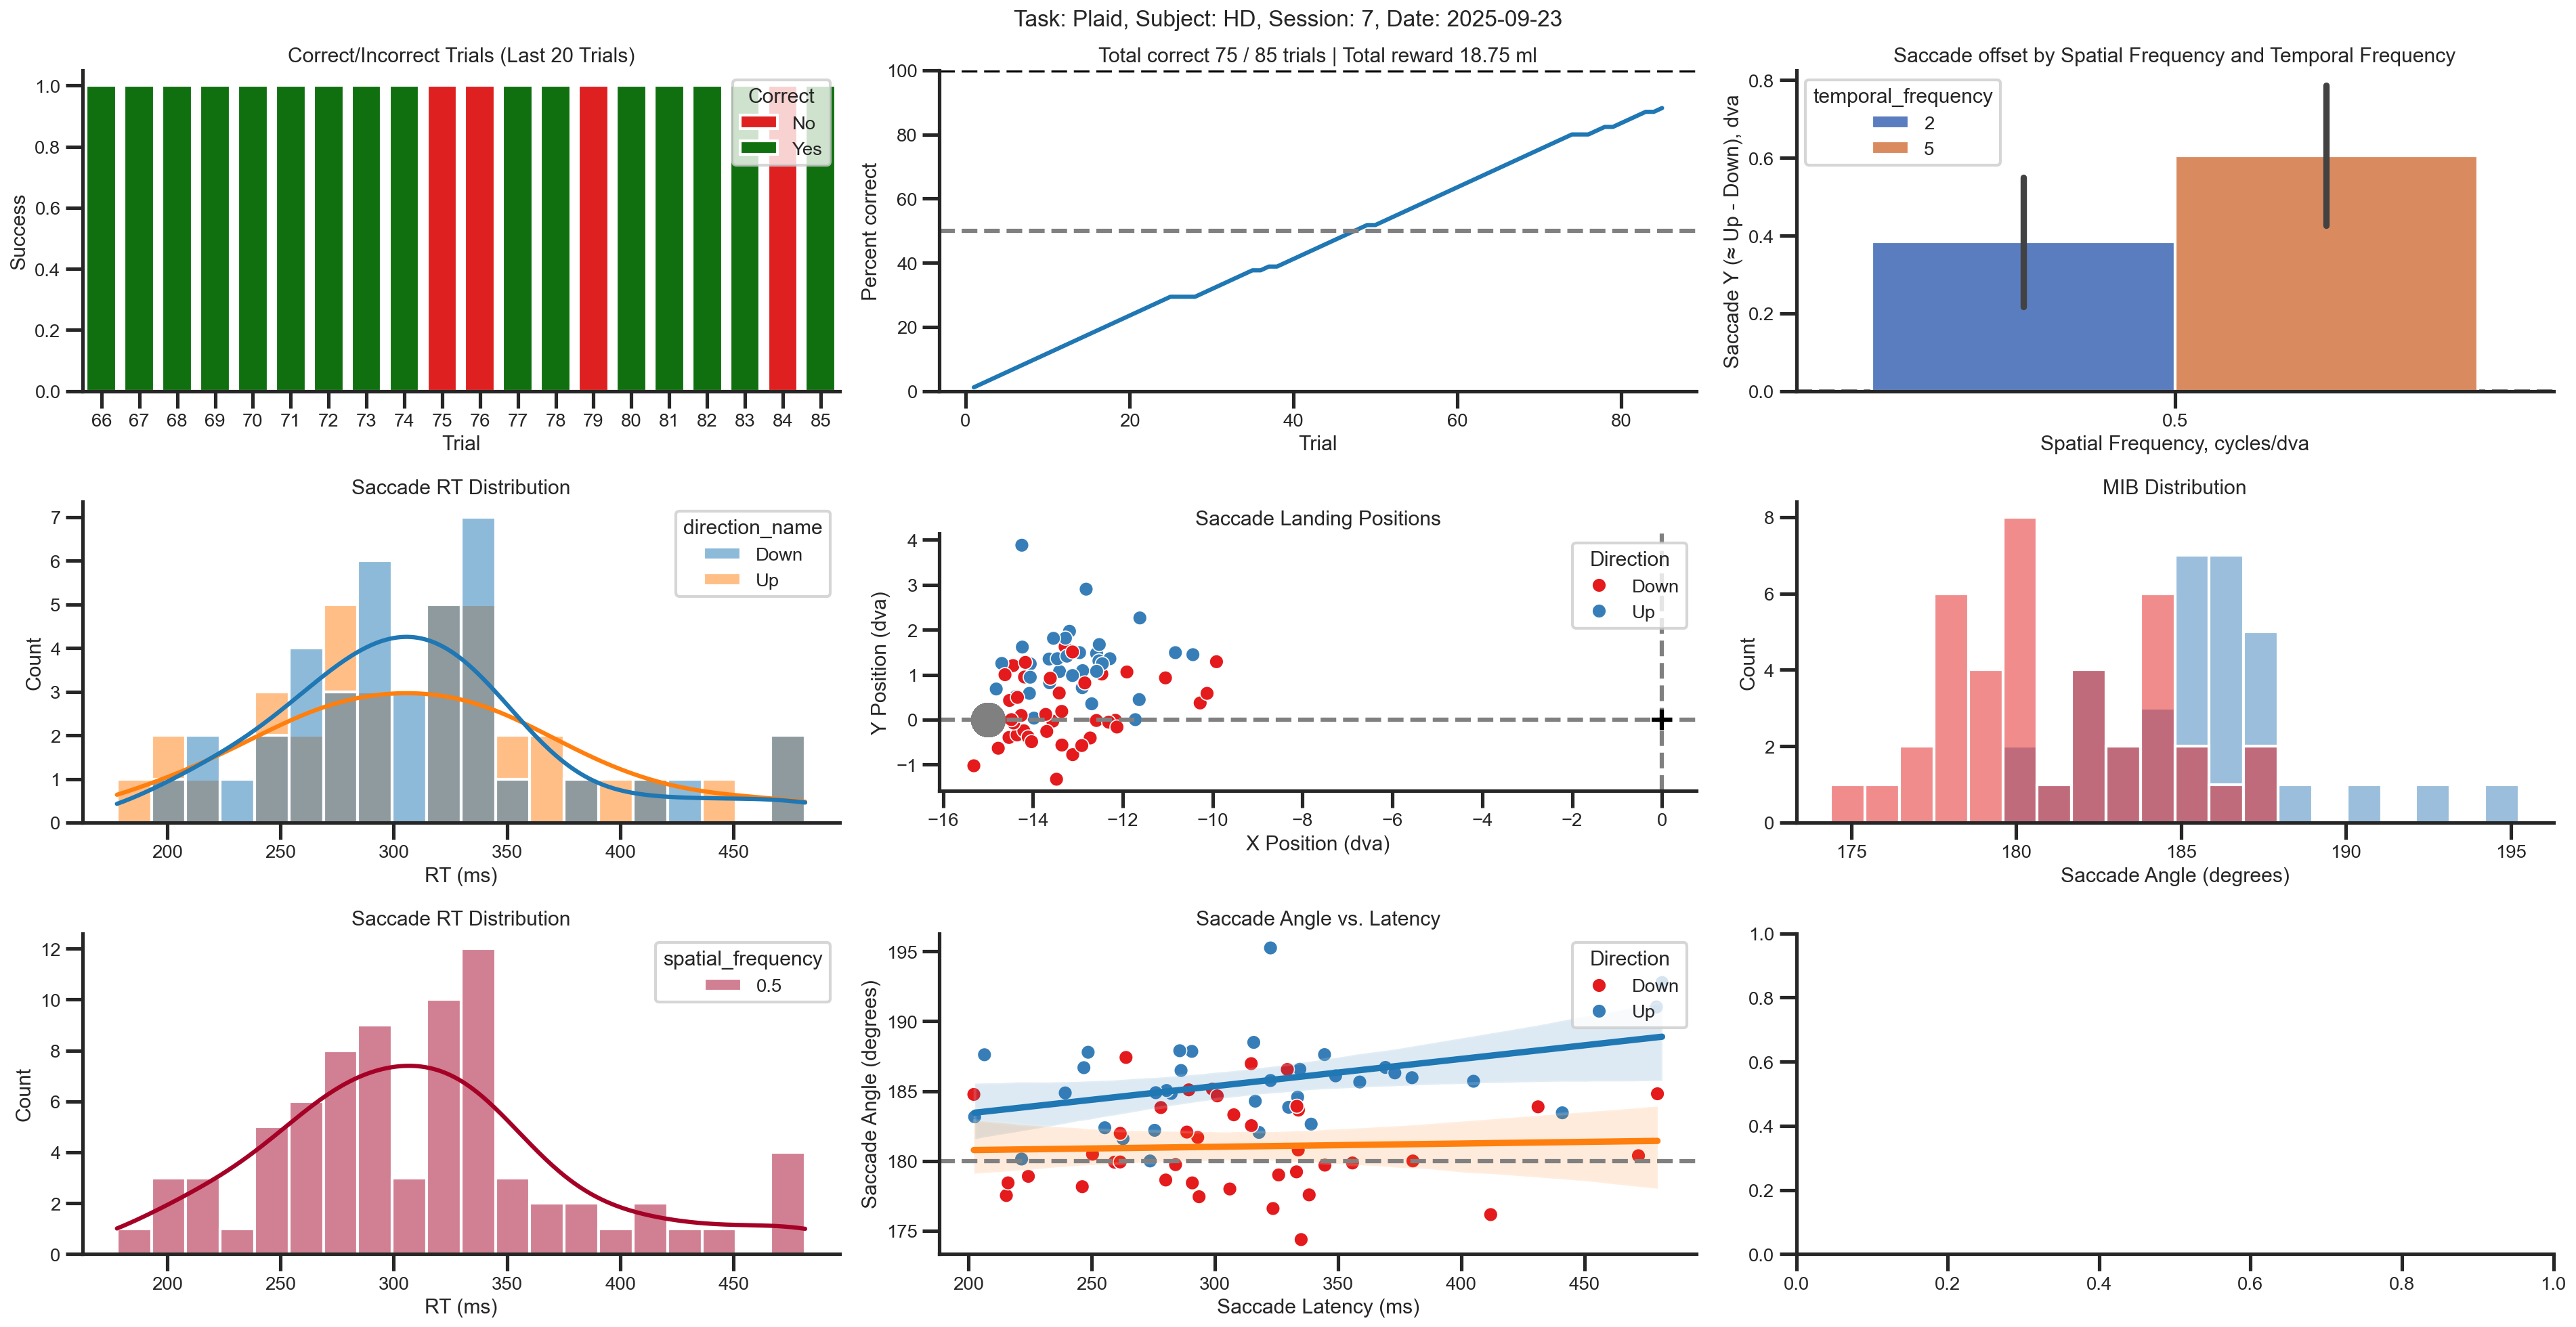 Task: Plaid, Subject: HD, Session: 7, Date: 2025-09-23
Correct/Incorrect Trials (Last 20 Trials)
Success
1.0
0.8
0.6
0.4
0.2
0.0
Correct
No
Yes
66 67 68 69 70 71 72 73 74 75 76 77 78 79 80 81 82 83 84 85
Trial
Total correct 75 / 85 trials | Total reward 18.75 ml
Percent correct
100
80
60
40
20
0
0 20 40 60 80
Trial
Saccade offset by Spatial Frequency and Temporal Frequency
Saccade Y (≈ Up - Down), dva
0.8
0.6
0.4
0.2
0.0
temporal_frequency
2
5
0.5
Spatial Frequency, cycles/dva
Saccade RT Distribution
Count
7
6
5
4
3
2
1
0
direction_name
Down
Up
200 250 300 350 400 450
RT (ms)
Saccade Landing Positions
Y Position (dva)
4
3
2
1
0
−1
Direction
Down
Up
−16 −14 −12 −10 −8 −6 −4 −2 0
X Position (dva)
MIB Distribution
Count
8
6
4
2
0
175 180 185 190 195
Saccade Angle (degrees)
Saccade RT Distribution
Count
12
10
8
6
4
2
0
spatial_frequency
0.5
200 250 300 350 400 450
RT (ms)
Saccade Angle vs. Latency
Saccade Angle (degrees)
195
190
185
180
175
Direction
Down
Up
200 250 300 350 400 450
Saccade Latency (ms)
1.0
0.8
0.6
0.4
0.2
0.0
0.0 0.2 0.4 0.6 0.8 1.0